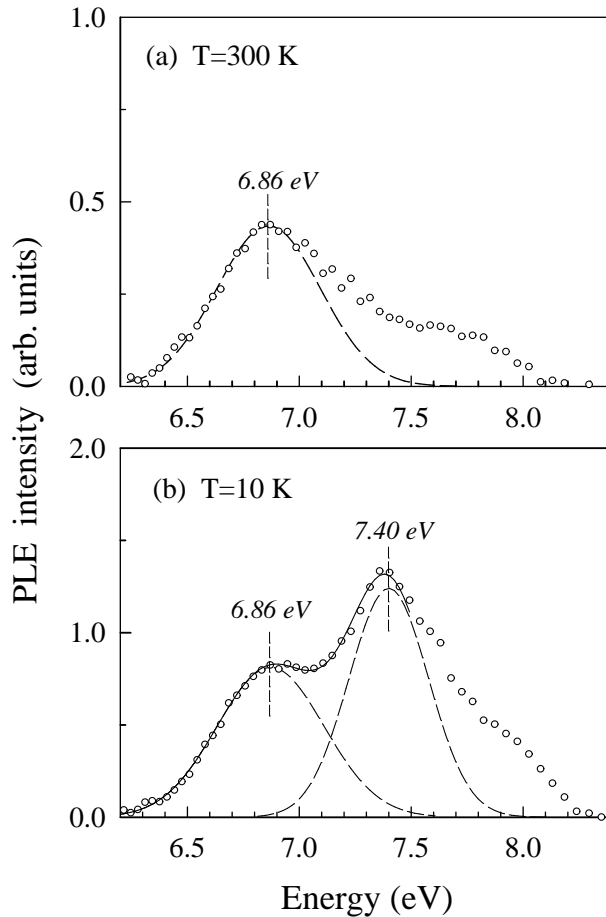 1.0
(a) T=300 K
6.86 eV
0.5
0.0
6.5 7.0 7.5 8.0
PLE intensity (arb. units)
2.0
(b) T=10 K
7.40 eV
6.86 eV
1.0
0.0
6.5 7.0 7.5 8.0
Energy (eV)